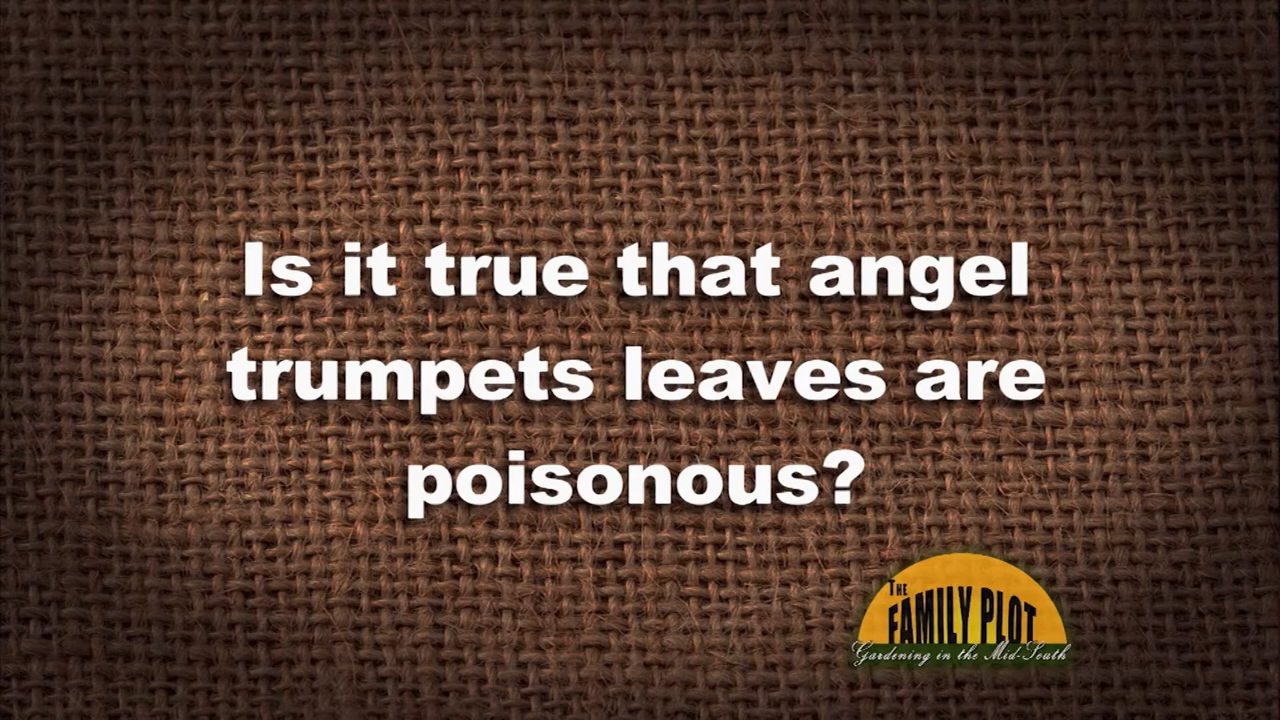 Is it true that angel
trumpets leaves are
poisonous?
THE
FAMILY PLOT
Gardening in the Mid-South